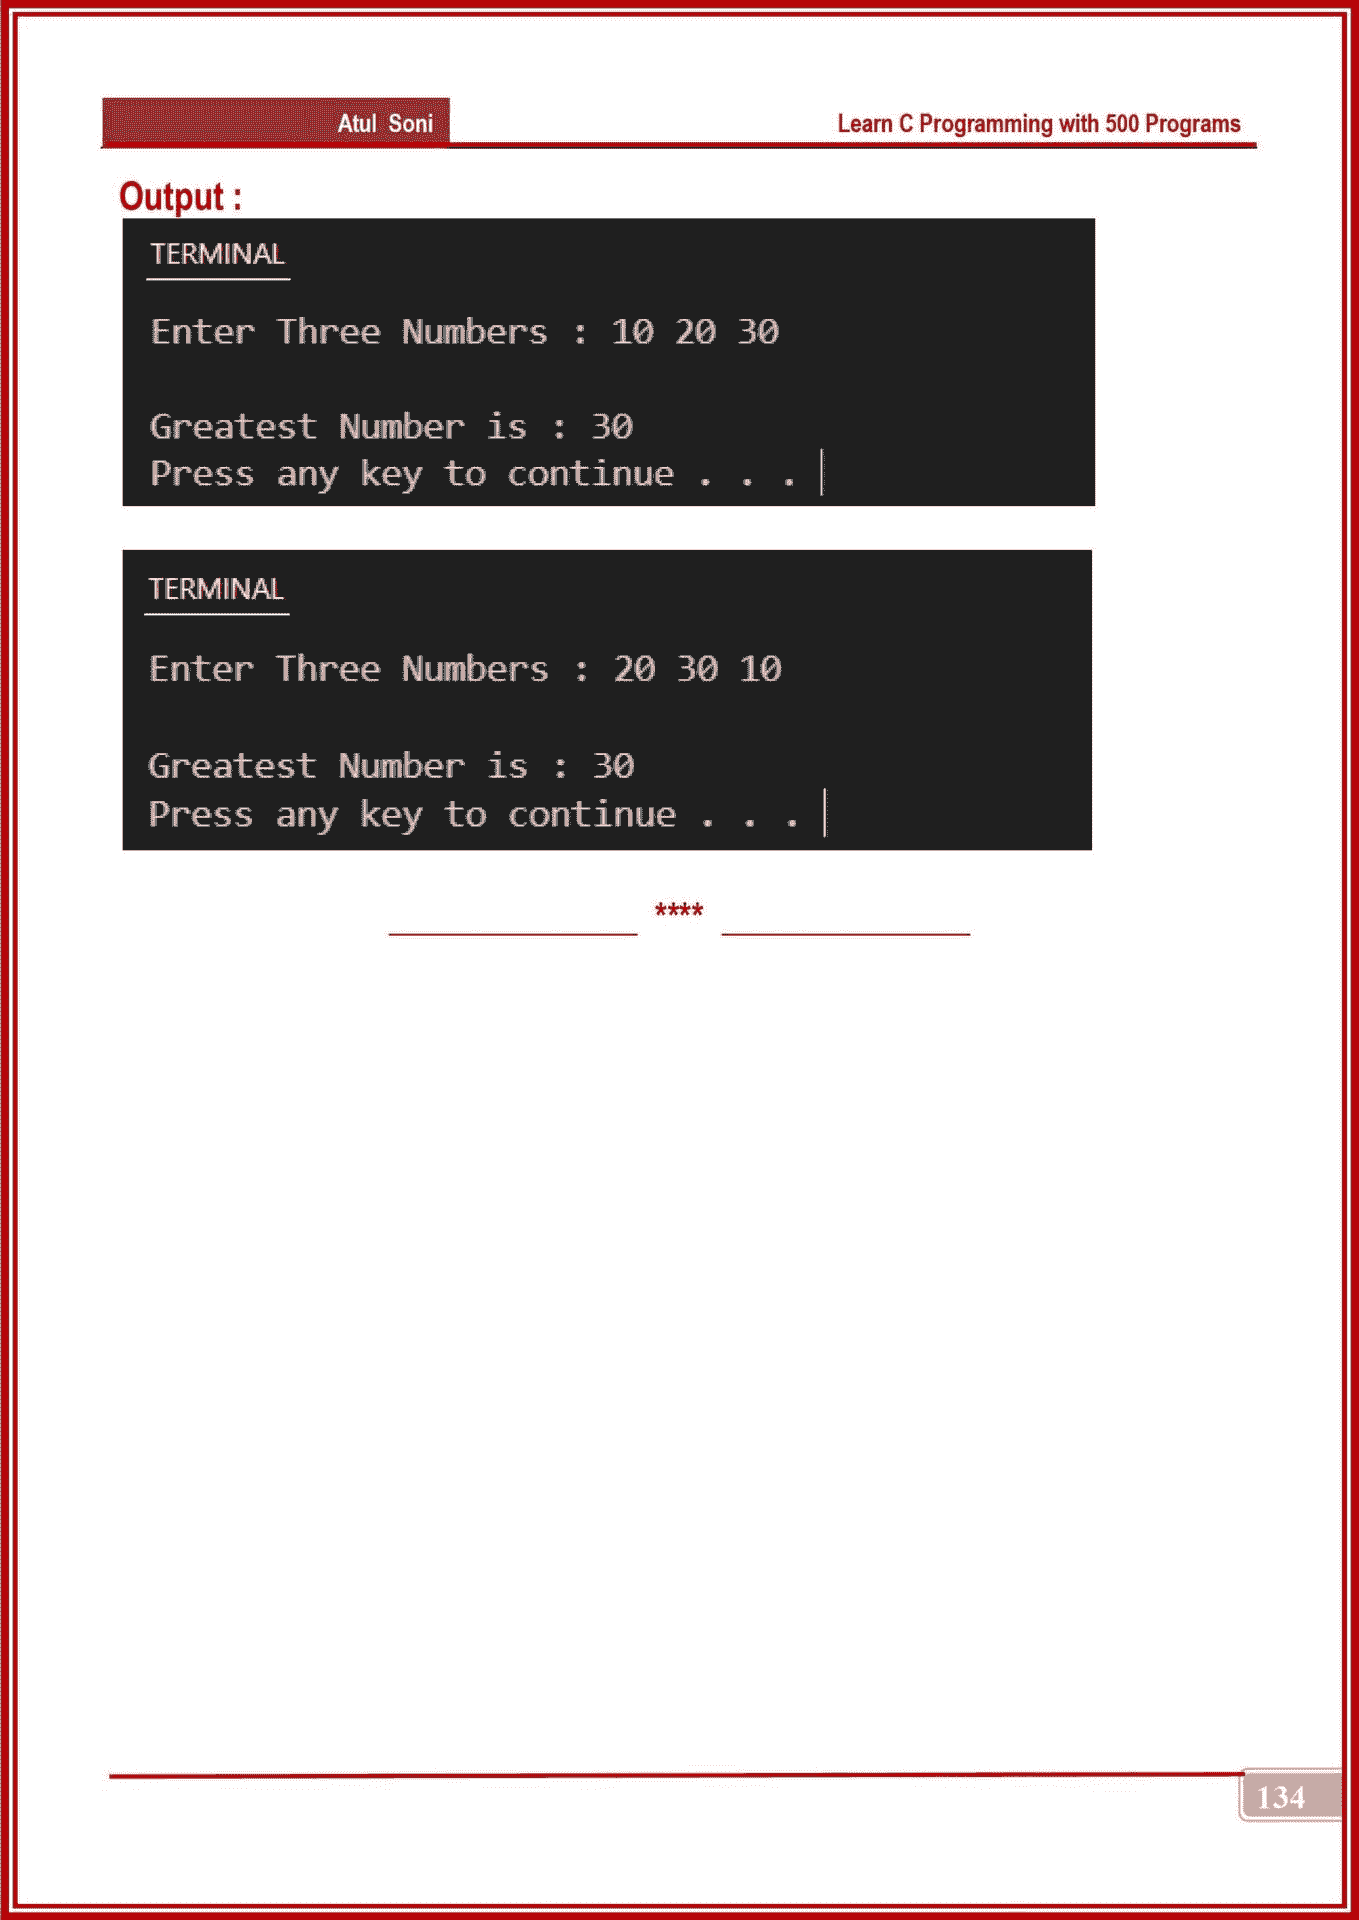 Atul Soni
Learn C Programming with 500 Programs
Output :
TERMINAL
Enter Three Numbers : 10 20 30
Greatest Number is : 30
Press any key to continue . . .
TERMINAL
Enter Three Numbers : 20 30 10
Greatest Number is : 30
Press any key to continue . . .
****
134